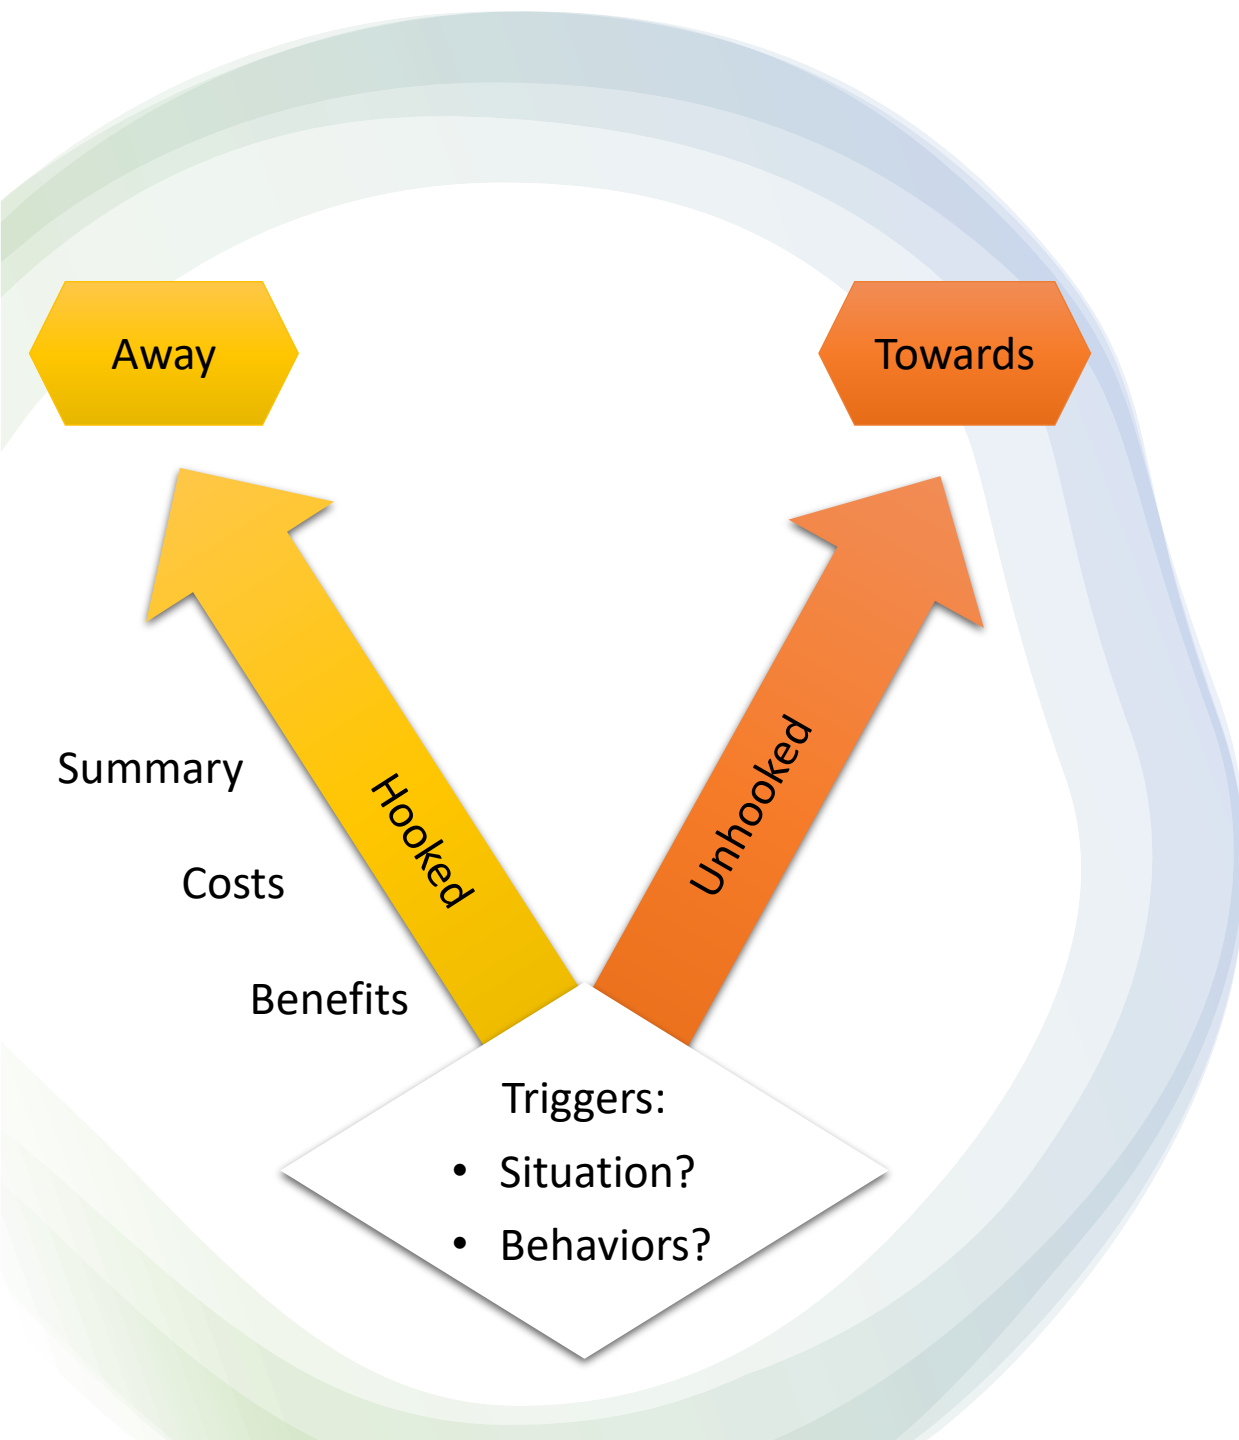 Away
Towards
Hooked
Unhooked
Summary
Costs
Benefits
Triggers:
• Situation?
• Behaviors?